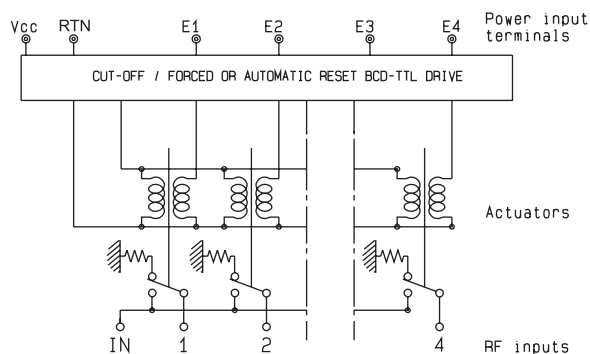 Vcc RTN E1 E2 E3 E4 Power input
terminals
CUT-OFF / FORCED OR AUTOMATIC RESET BCD-TTL DRIVE
Actuators
IN 1 2 4 RF inputs